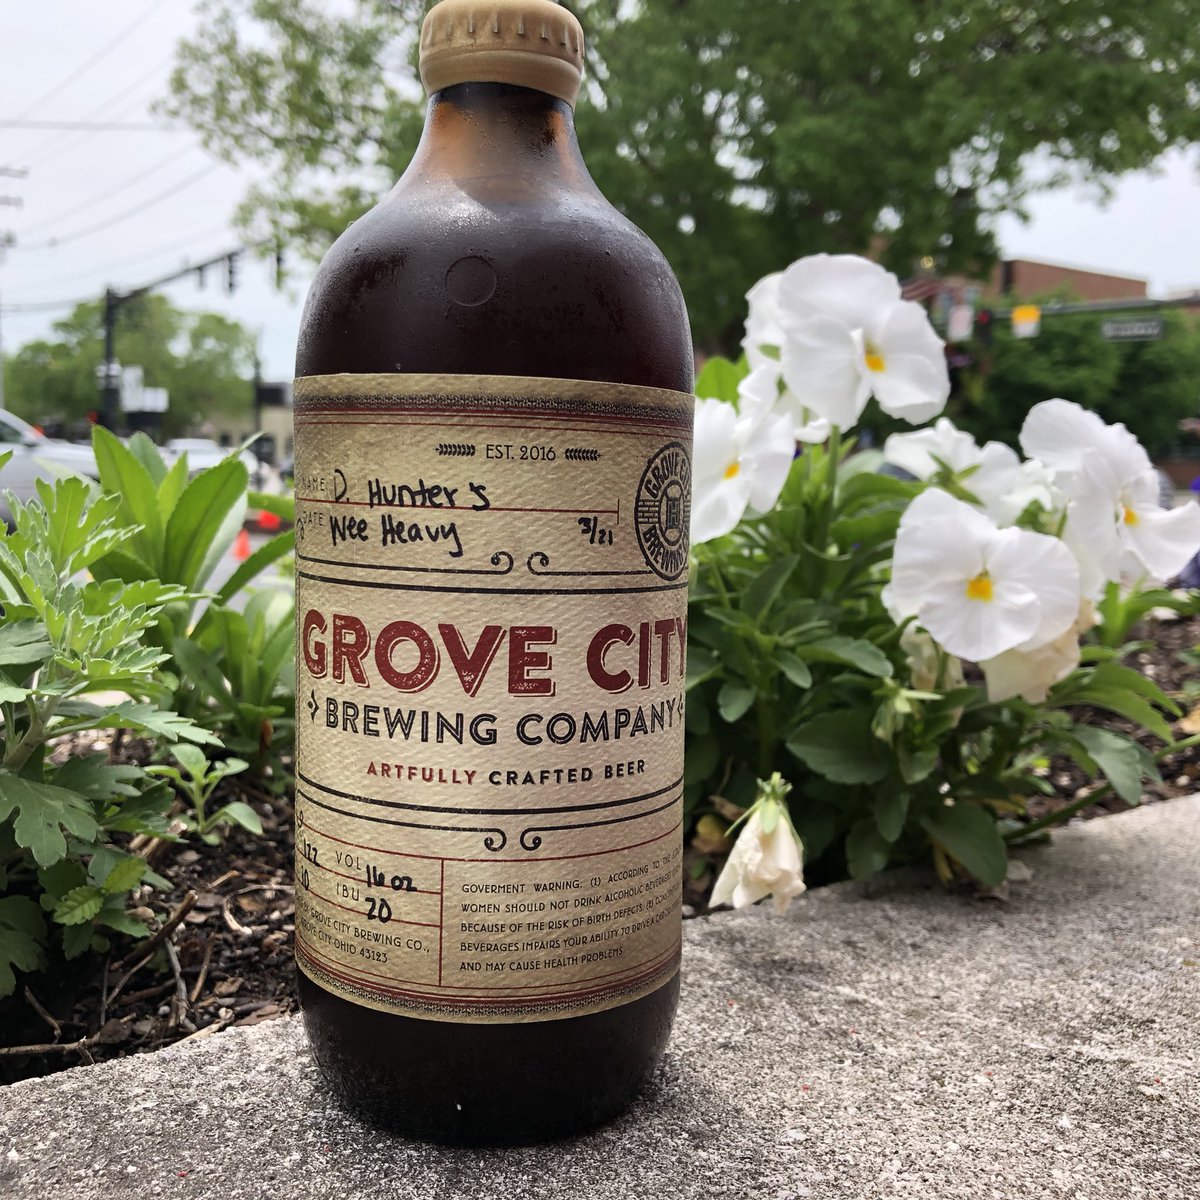 EST. 2016
NAME D. Hunter's
DATE Wee Heavy 3/21
GROVE CITY
BREWING
GROVE CITY
BREWING COMPANY
ARTFULLY CRAFTED BEER
VOL 16 oz
IBU 20
GROVE CITY BREWING CO.,
GROVE CITY OHIO 43123
GOVERMENT WARNING: (1) ACCORDING TO THE
WOMEN SHOULD NOT DRINK ALCOHOLIC BEVERAGES
BECAUSE OF THE RISK OF BIRTH DEFECTS. (2)
BEVERAGES IMPAIRS YOUR ABILITY TO DRIVE A CAR
AND MAY CAUSE HEALTH PROBLEMS